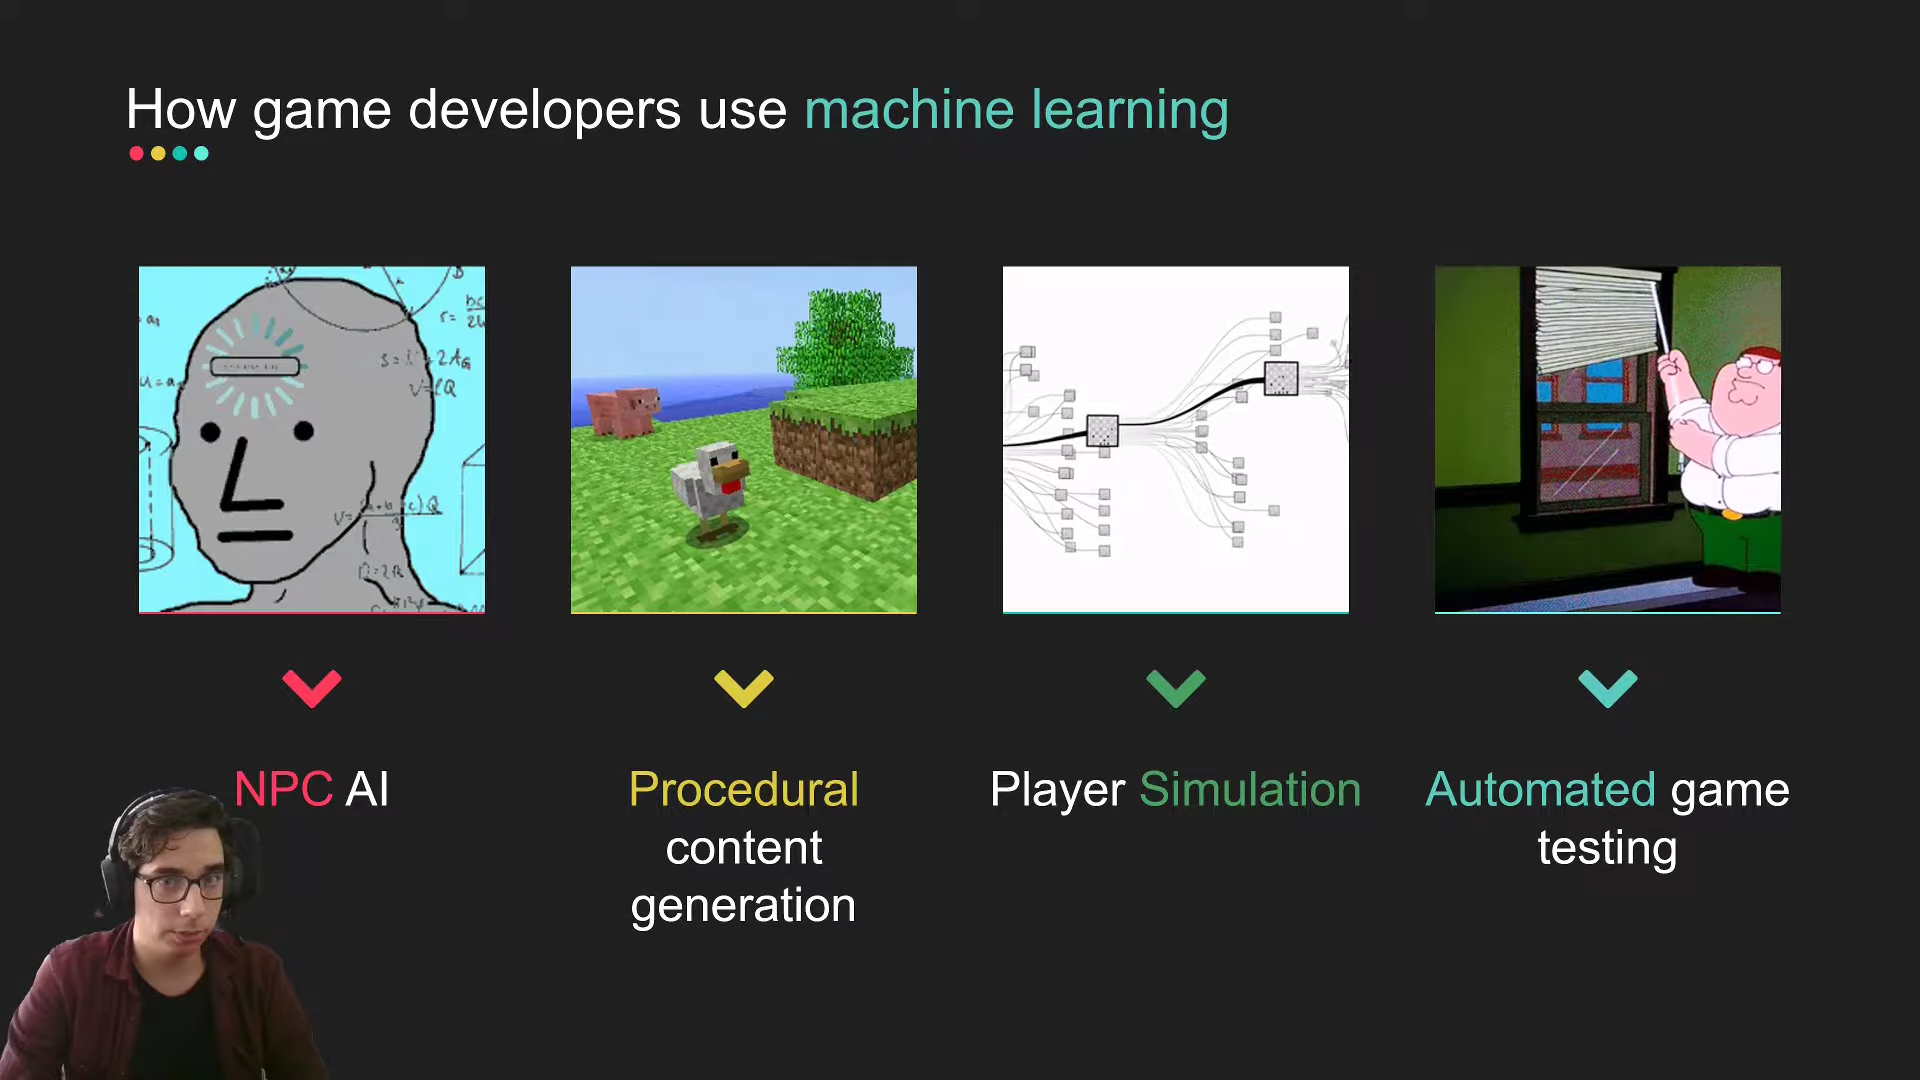 How game developers use machine learning
NPC AI
Procedural
content
generation
Player Simulation
Automated game
testing